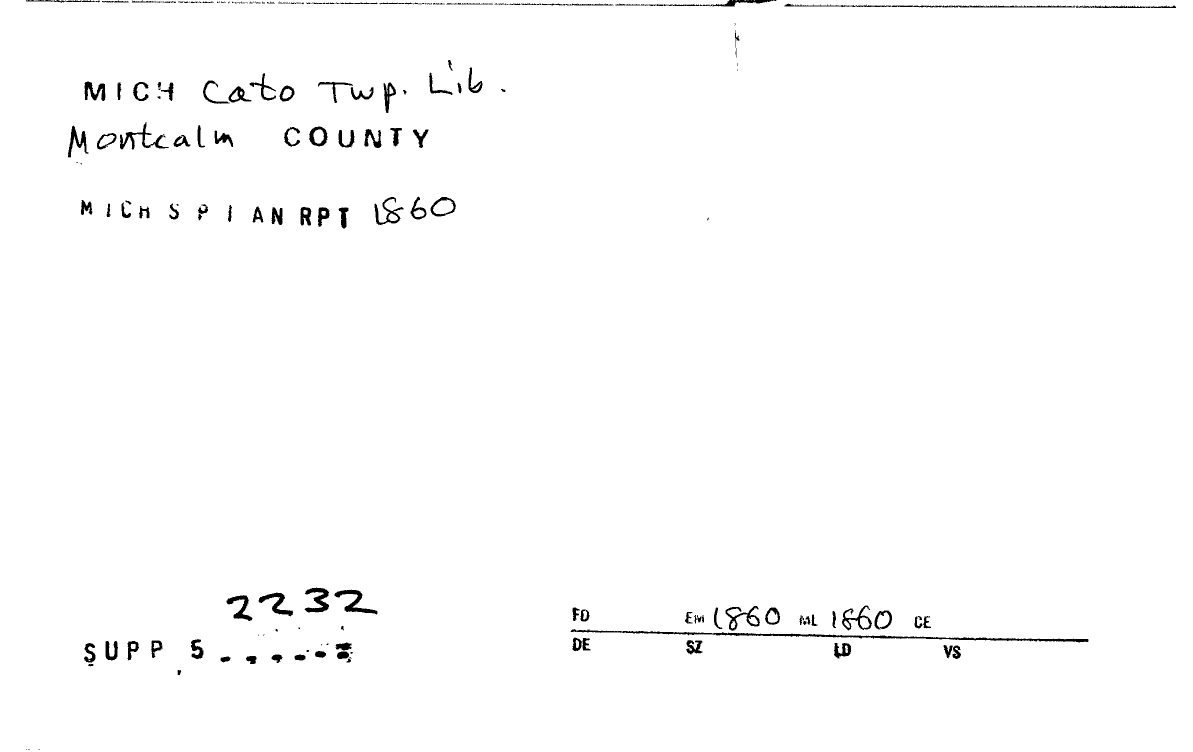 MICH Cato Twp. Lib.
Montcalm COUNTY
MICH S P I AN RPT 1860
2232
SUPP 5......
FD EM 1860 ML 1860 CE
DE SZ LD VS